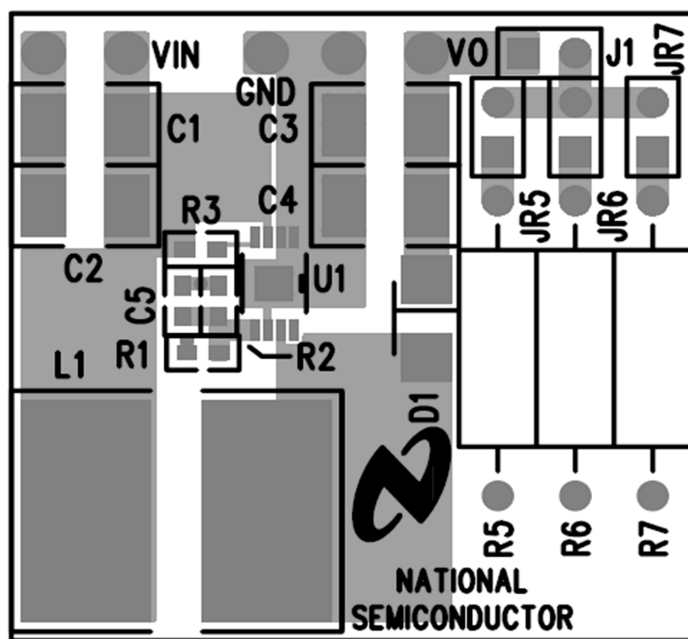 VIN
GND
VO
J1
JR7
C1
C3
C4
C2
R3
U1
JR5
JR6
C5
R1
R2
L1
D1
R5
R6
R7
NATIONAL
SEMICONDUCTOR